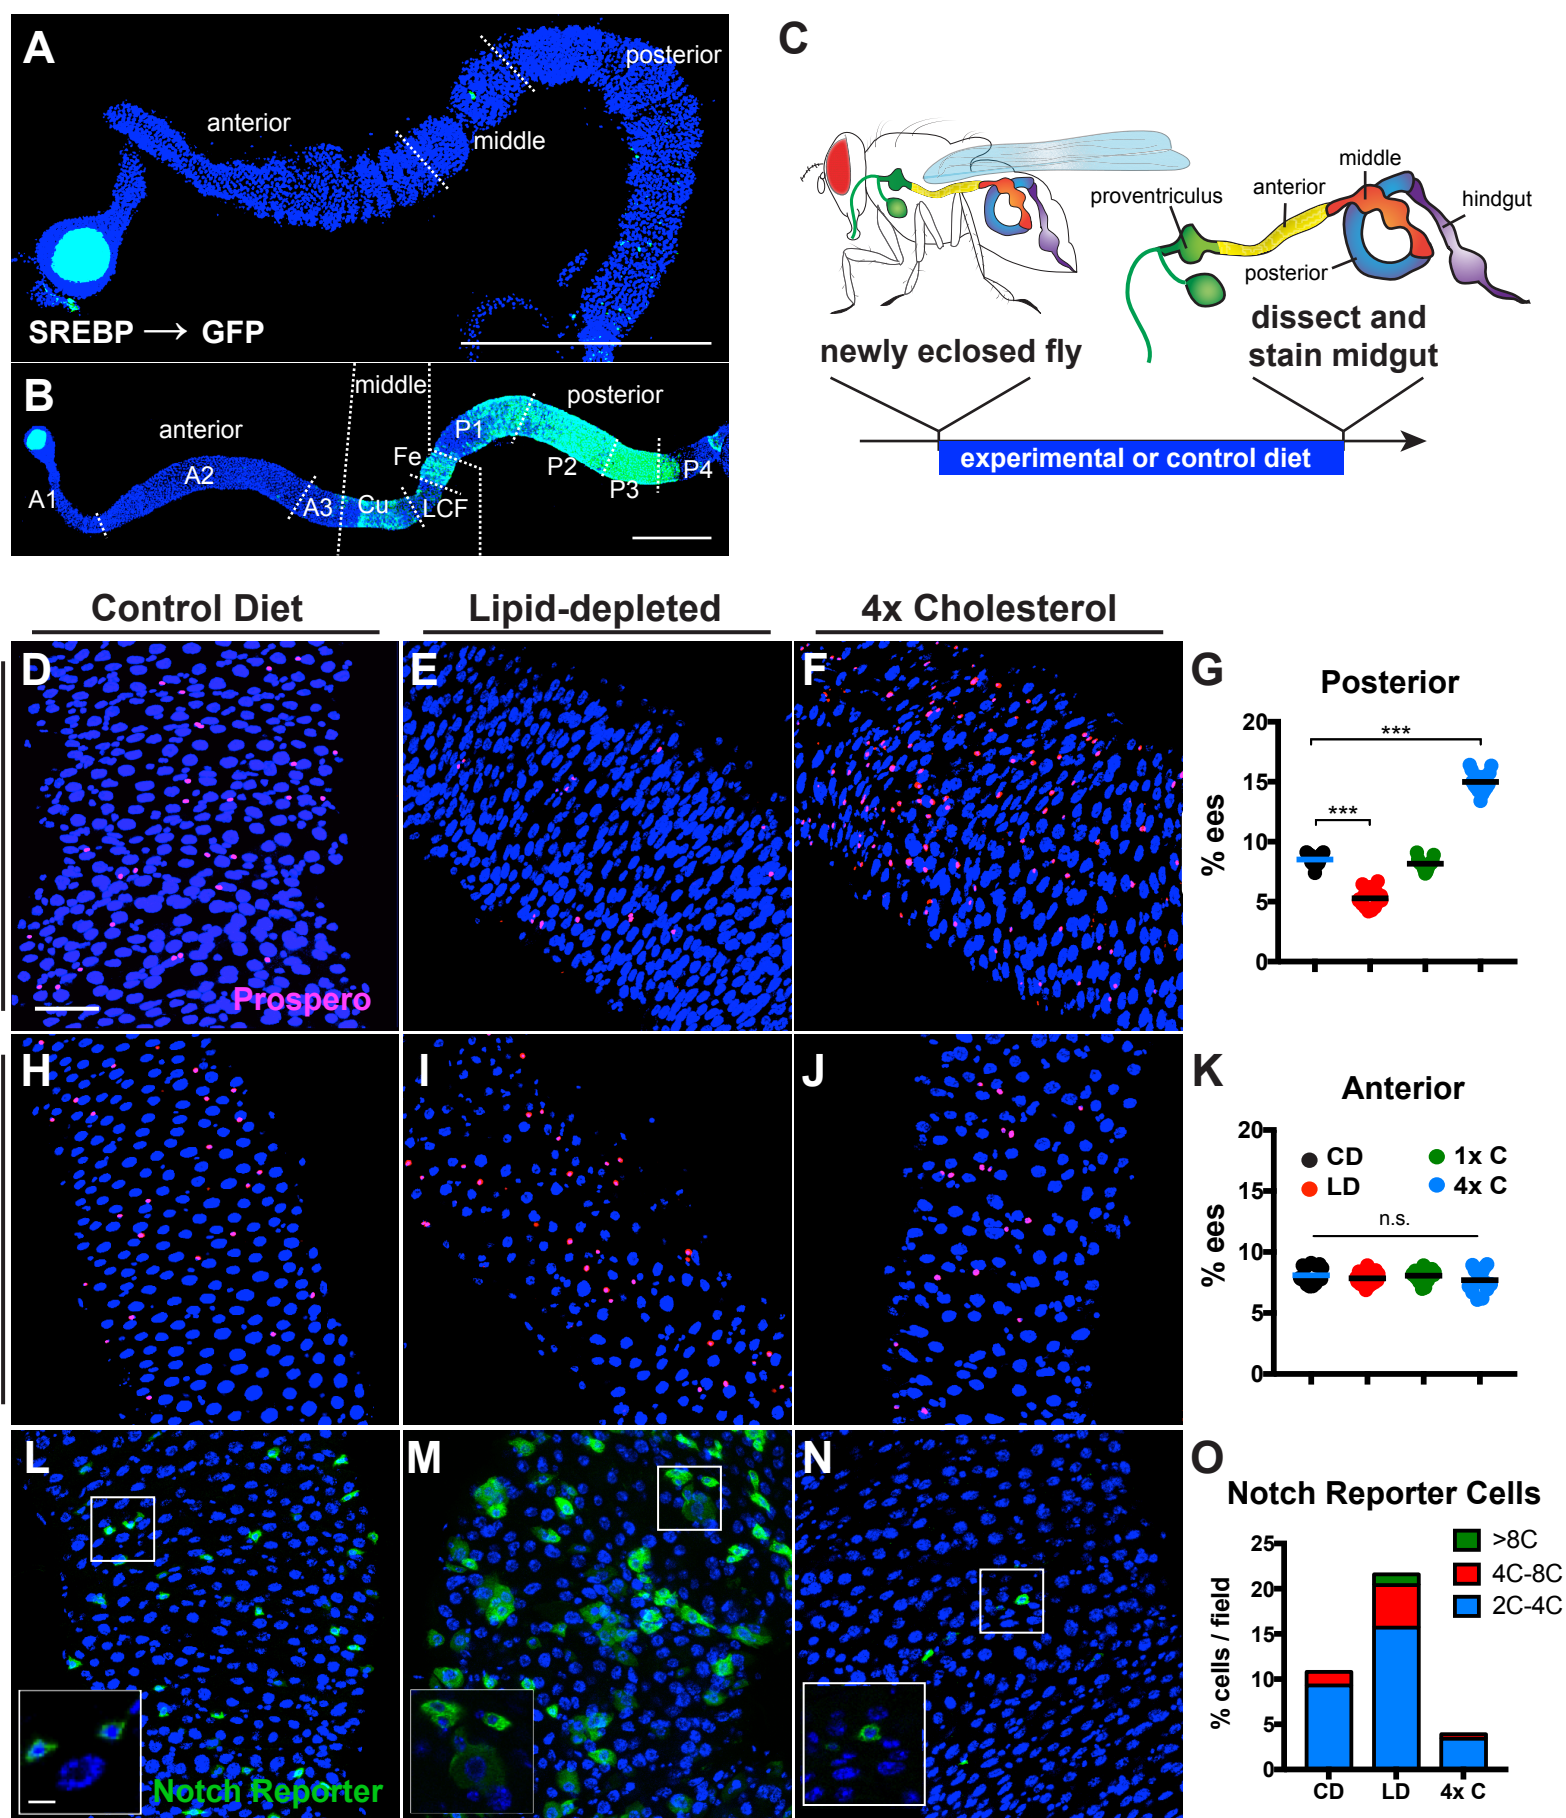 A
anterior
middle
posterior
SREBP → GFP
B
anterior
middle
posterior
A1
A2
A3
Cu
LCF
Fe
P1
P2
P3
P4
C
proventriculus
anterior
middle
hindgut
posterior
newly eclosed fly
dissect and
stain midgut
experimental or control diet
Control Diet
Lipid-depleted
4x Cholesterol
D
Prospero
E
F
G
Posterior
% ees
20
15
10
5
0
***
***
H
I
J
K
Anterior
% ees
20
15
10
5
0
CD
LD
1x C
4x C
n.s.
L
Notch Reporter
M
N
O
Notch Reporter Cells
% cells / field
25
20
15
10
5
0
>8C
4C-8C
2C-4C
CD
LD
4x C